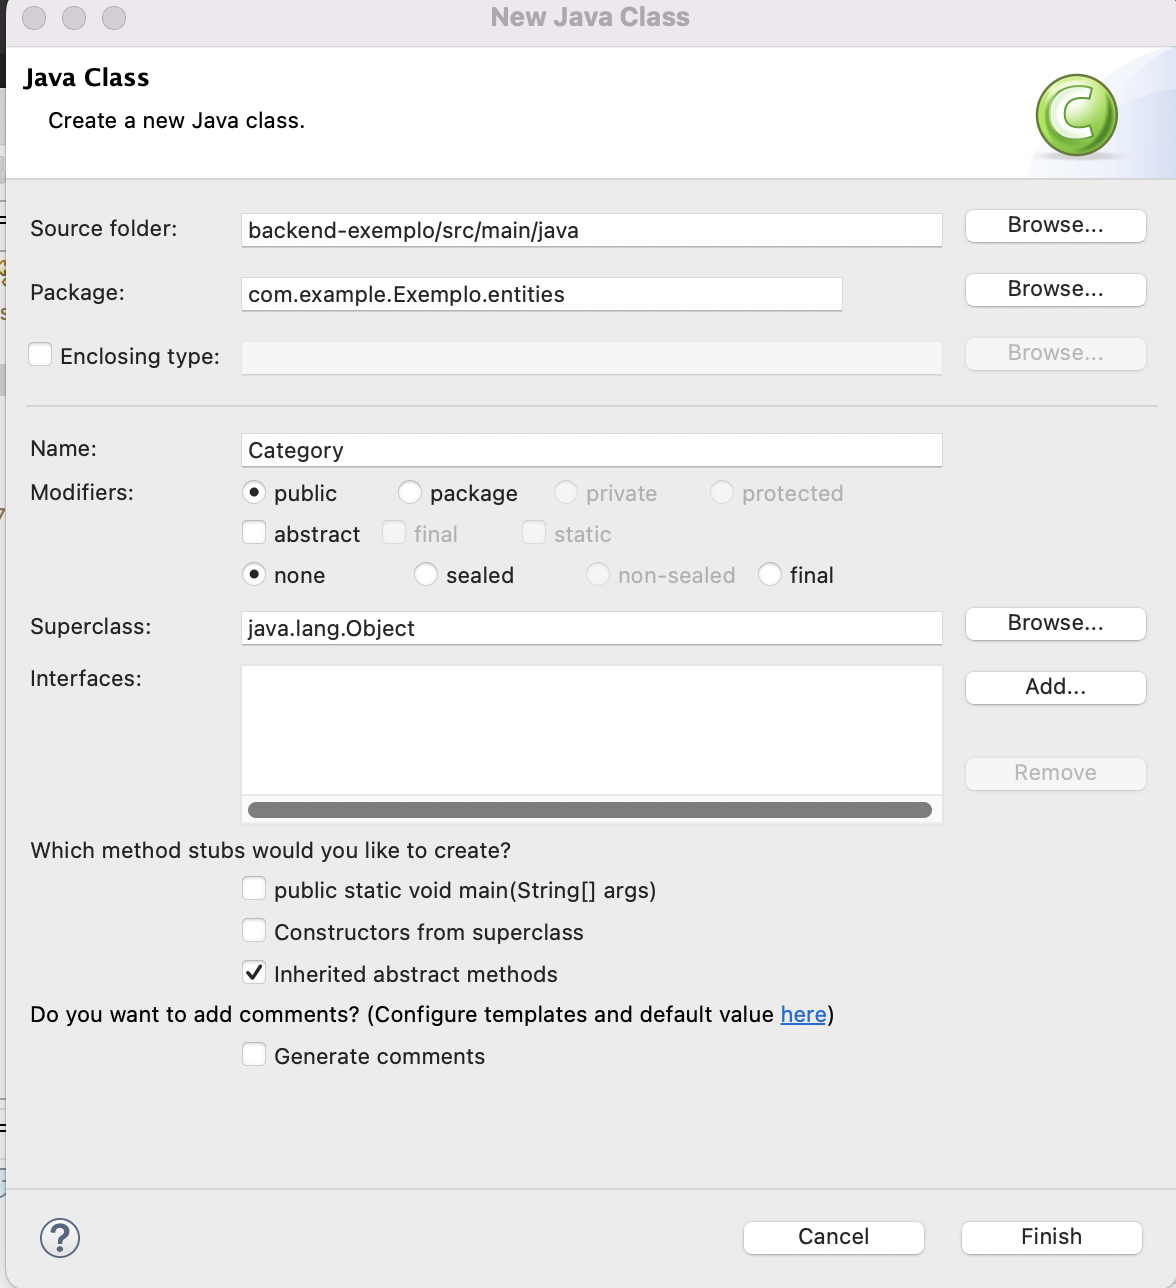 New Java Class
Java Class
Create a new Java class.
C
Source folder: backend-exemplo/src/main/java Browse...
Package: com.example.Exemplo.entities Browse...
Enclosing type: Browse...
Name: Category
Modifiers: public package private protected
abstract final static
none sealed non-sealed final
Superclass: java.lang.Object Browse...
Interfaces: Add...
Remove
Which method stubs would you like to create?
public static void main(String[] args)
Constructors from superclass
Inherited abstract methods
Do you want to add comments? (Configure templates and default value here)
Generate comments
? Cancel Finish